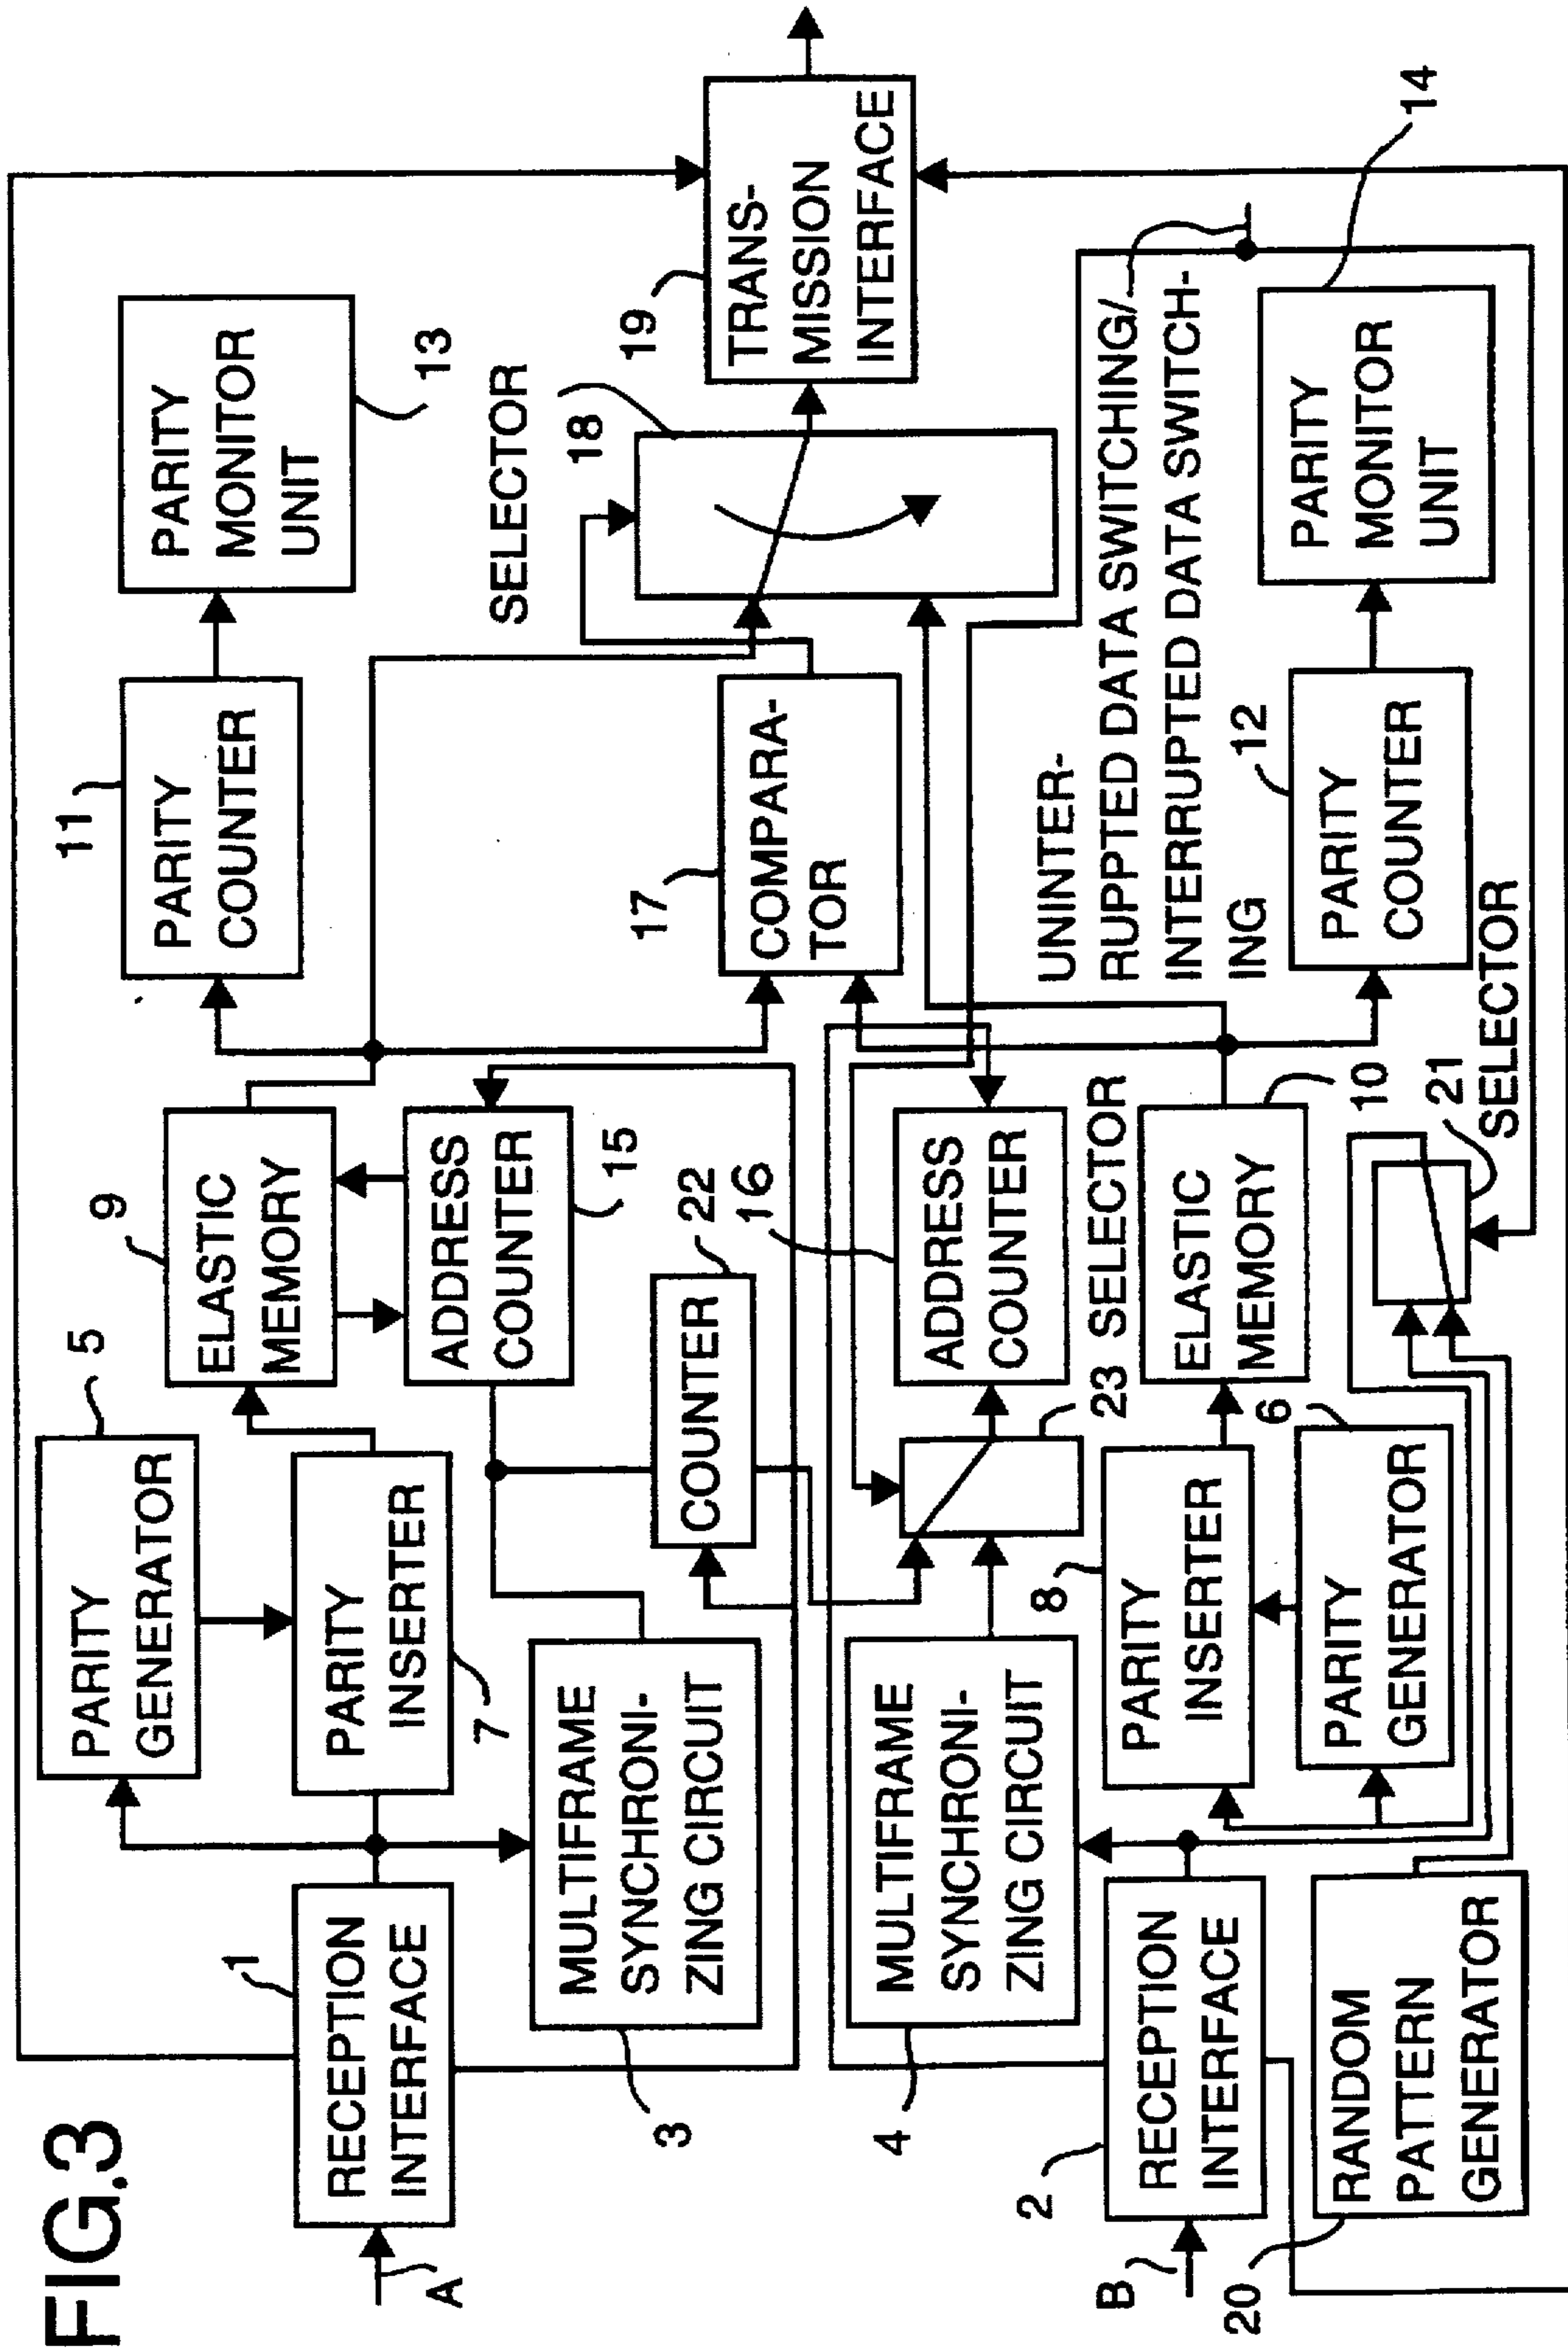 FIG.3
A
1
RECEPTION
INTERFACE
5
PARITY
GENERATOR
PARITY
INSERTER
7
9
ELASTIC
MEMORY
11
PARITY
COUNTER
PARITY
MONITOR
UNIT
13
MULTIFRAME
SYNCHRONI-
ZING CIRCUIT
3
ADDRESS
COUNTER
15
COUNTER
22
17
COMPARA-
TOR
SELECTOR
18
19
TRANS-
MISSION
INTERFACE
MULTIFRAME
SYNCHRONI-
ZING CIRCUIT
4
16
ADDRESS
COUNTER
23 SELECTOR
UNINTER-
RUPPTED DATA SWITCHING/
INTERRUPTED DATA SWITCH-
ING
B
2
RECEPTION
INTERFACE
8
PARITY
INSERTER
6
PARITY
GENERATOR
ELASTIC
MEMORY
10
12
PARITY
COUNTER
PARITY
MONITOR
UNIT
14
20
RANDOM
PATTERN
GENERATOR
21
SELECTOR